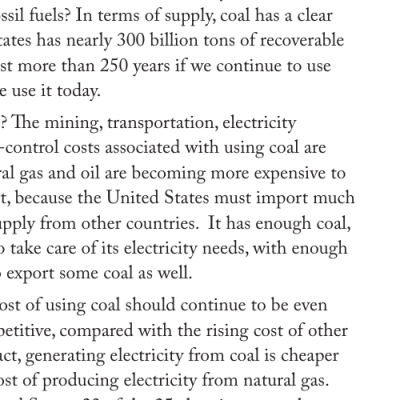 ssil fuels? In terms of supply, coal has a clear
tates has nearly 300 billion tons of recoverable
st more than 250 years if we continue to use
e use it today.
? The mining, transportation, electricity
-control costs associated with using coal are
ral gas and oil are becoming more expensive to
t, because the United States must import much
upply from other countries. It has enough coal,
o take care of its electricity needs, with enough
o export some coal as well.
ost of using coal should continue to be even
petitive, compared with the rising cost of other
act, generating electricity from coal is cheaper
ost of producing electricity from natural gas.